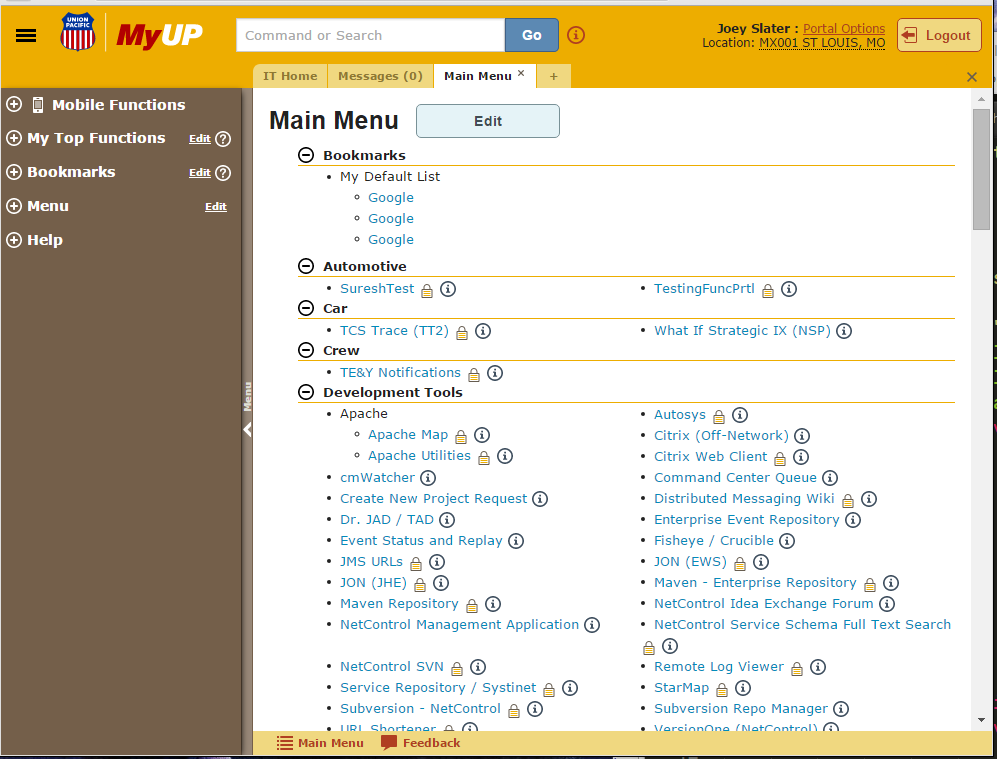 UNION
PACIFIC
MyUP
Command or Search
Go
Joey Slater : Portal Options
Location: MX001 ST LOUIS, MO
Logout
IT Home
Messages (0)
Main Menu ×
+
×
Mobile Functions
My Top Functions Edit ?
Bookmarks Edit ?
Menu Edit
Help
Menu
Main Menu
Edit
Bookmarks
• My Default List
Google
Google
Google
Automotive
• SureshTest
• TestingFuncPrtl
Car
• TCS Trace (TT2)
• What If Strategic IX (NSP)
Crew
• TE&Y Notifications
Development Tools
• Apache
Apache Map
Apache Utilities
• cmWatcher
• Create New Project Request
• Dr. JAD / TAD
• Event Status and Replay
• JMS URLs
• JON (JHE)
• Maven Repository
• NetControl Management Application
• NetControl SVN
• Service Repository / Systinet
• Subversion - NetControl
• URL Shortener
• Autosys
• Citrix (Off-Network)
• Citrix Web Client
• Command Center Queue
• Distributed Messaging Wiki
• Enterprise Event Repository
• Fisheye / Crucible
• JON (EWS)
• Maven - Enterprise Repository
• NetControl Idea Exchange Forum
• NetControl Service Schema Full Text Search
• Remote Log Viewer
• StarMap
• Subversion Repo Manager
• VersionOne (NetControl)
Main Menu
Feedback